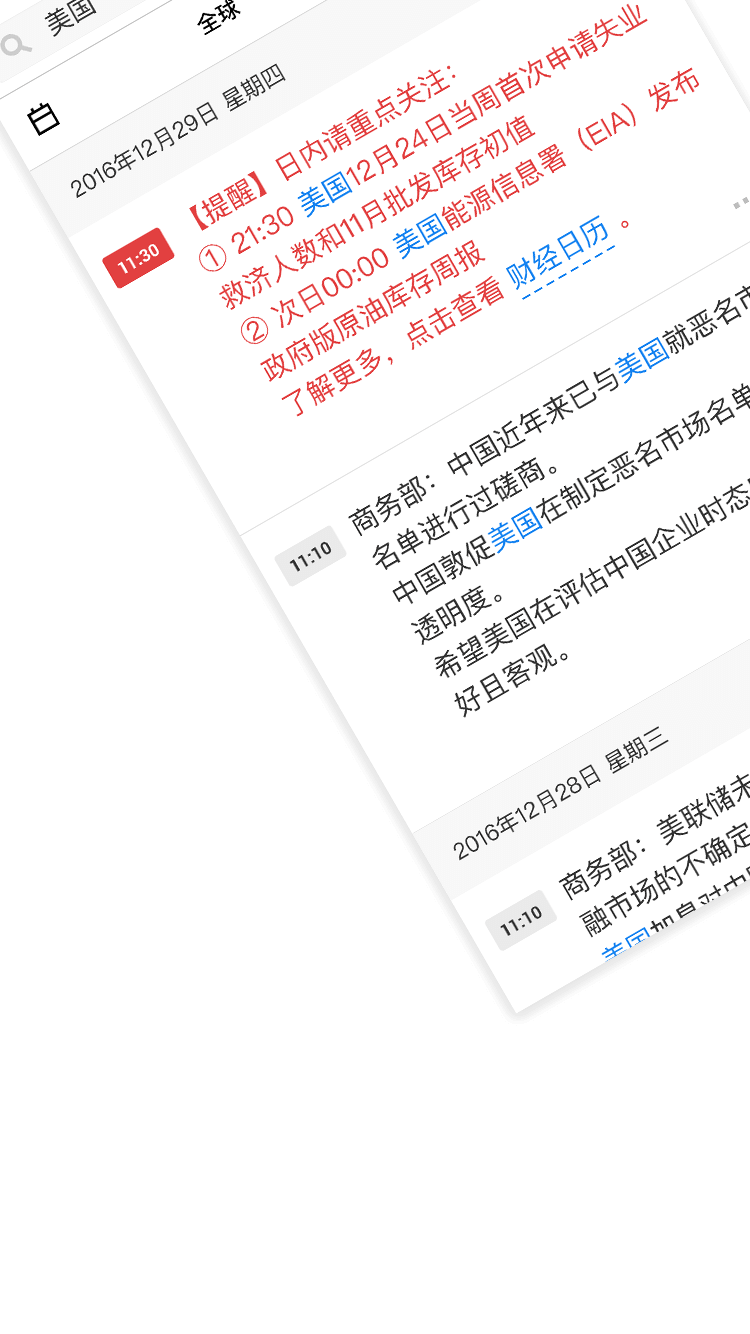 美国
全球
2016年12月29日 星期四
11:30
【提醒】日内请重点关注：
① 21:30 美国12月24日当周首次申请失业
救济人数和11月批发库存初值
② 次日00:00 美国能源信息署（EIA）发布
政府版原油库存周报
了解更多，点击查看 财经日历 。
11:10
商务部：中国近年来已与美国就恶名市
名单进行过磋商。
中国敦促美国在制定恶名市场名单
透明度。
希望美国在评估中国企业时态
好且客观。
2016年12月28日 星期三
11:10
商务部：美联储未
融市场的不确定
美国加息对中